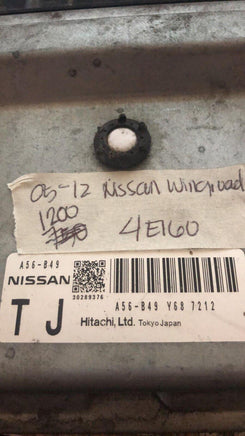 05-12 Nissan Wingroad
1200
4E160
A56-B49
NISSAN
30289376
A56-B49 Y68 7212
TJ
Hitachi, Ltd. Tokyo Japan